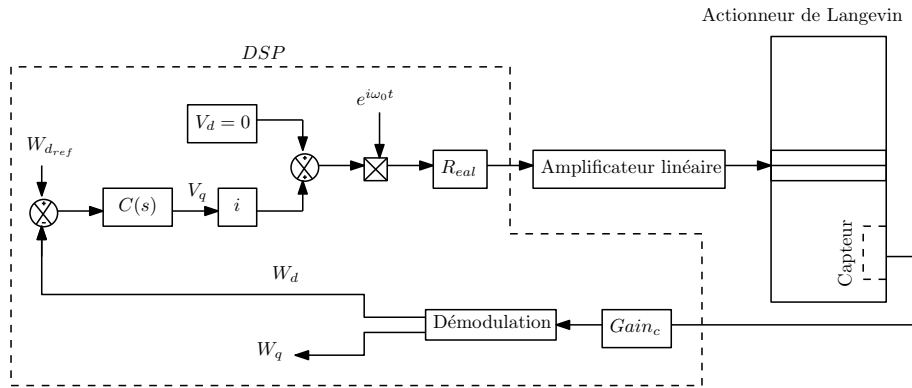 Actionneur de Langevin
DSP
$e^{i\omega_0 t}$
$V_d = 0$
$W_{d_{ref}}$
+
-
$C(s)$
$V_q$
$i$
+
+
$R_{eal}$
Amplificateur linéaire
Capteur
$W_d$
Démodulation
$Gain_c$
$W_q$